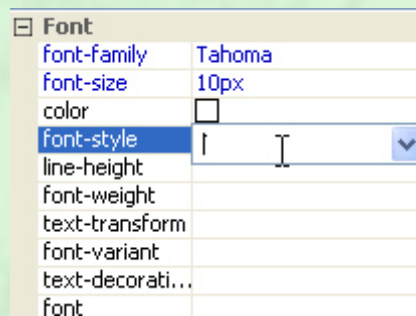 Font
font-family Tahoma
font-size 10px
color
font-style
line-height
font-weight
text-transform
font-variant
text-decorati...
font